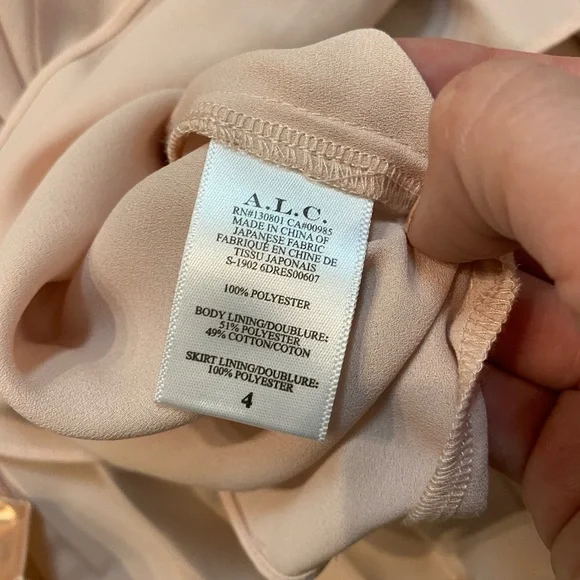 A.L.C.
RN#130801 CA#00985
MADE IN CHINA OF
JAPANESE FABRIC
FABRIQUÉ EN CHINE DE
TISSU JAPONAIS
S-1902 6DRES00607
100% POLYESTER
BODY LINING/DOUBLURE:
51% POLYESTER
49% COTTON/COTON
SKIRT LINING/DOUBLURE:
100% POLYESTER
4